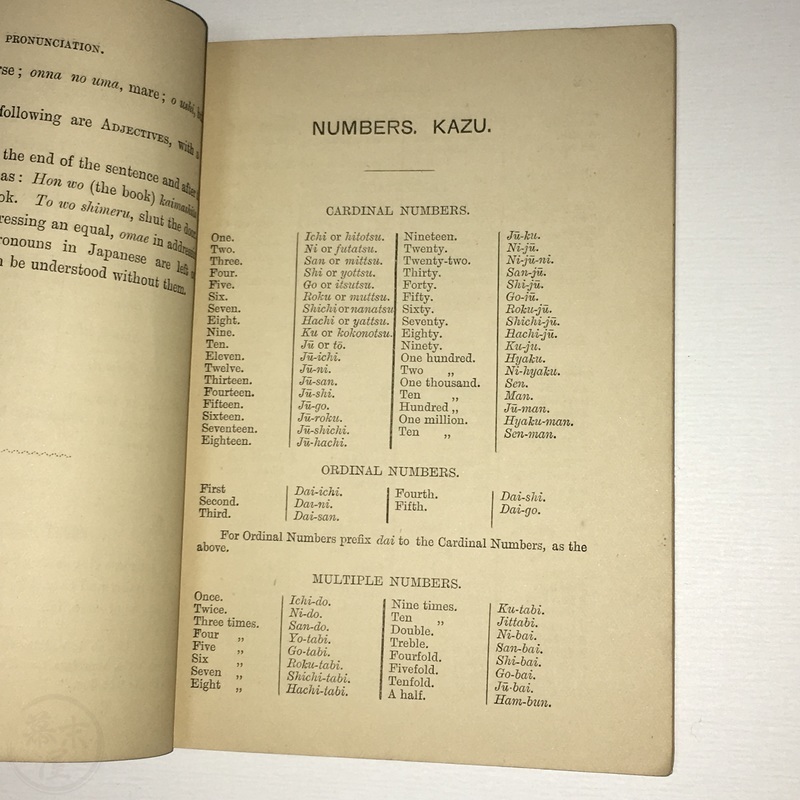 PRONUNCIATION.
rse; onna no uma, mare; o ushi,
following are ADJECTIVES, with a
the end of the sentence and after
as: Hon wo (the book) kaimashita
ok. To wo shimeru, shut the door.
ressing an equal, omae in addressing
ronouns in Japanese are left
n be understood without them.
NUMBERS. KAZU.
CARDINAL NUMBERS.
One. Ichi or hitotsu. Nineteen. Jū-ku.
Two. Ni or futatsu. Twenty. Ni-jū.
Three. San or mittsu. Twenty-two. Ni-jū-ni.
Four. Shi or yottsu. Thirty. San-jū.
Five. Go or itsutsu. Forty. Shi-jū.
Six. Roku or muttsu. Fifty. Go-jū.
Seven. Shichi or nanatsu Sixty. Roku-jū.
Eight. Hachi or yattsu. Seventy. Shichi-jū.
Nine. Ku or kokonotsu. Eighty. Hachi-jū.
Ten. Jū or tō. Ninety. Ku-ju.
Eleven. Jū-ichi. One hundred. Hyaku.
Twelve. Jū-ni. Two „ Ni-hyaku.
Thirteen. Jū-san. One thousand. Sen.
Fourteen. Jū-shi. Ten „ Man.
Fifteen. Jū-go. Hundred „ Jū-man.
Sixteen. Jū-roku. One million. Hyaku-man.
Seventeen. Jū-shichi. Ten „ Sen-man.
Eighteen. Jū-hachi.
ORDINAL NUMBERS.
First Dai-ichi. Fourth. Dai-shi.
Second. Dai-ni. Fifth. Dai-go.
Third. Dai-san.
For Ordinal Numbers prefix dai to the Cardinal Numbers, as the
above.
MULTIPLE NUMBERS.
Once. Ichi-do. Nine times. Ku-tabi.
Twice. Ni-do. Ten „ Jittabi.
Three times. San-do. Double. Ni-bai.
Four „ Yo-tabi. Treble. San-bai.
Five „ Go-tabi. Fourfold. Shi-bai.
Six „ Roku-tabi. Fivefold. Go-bai.
Seven „ Shichi-tabi. Tenfold. Jū-bai.
Eight „ Hachi-tabi. A half. Ham-bun.